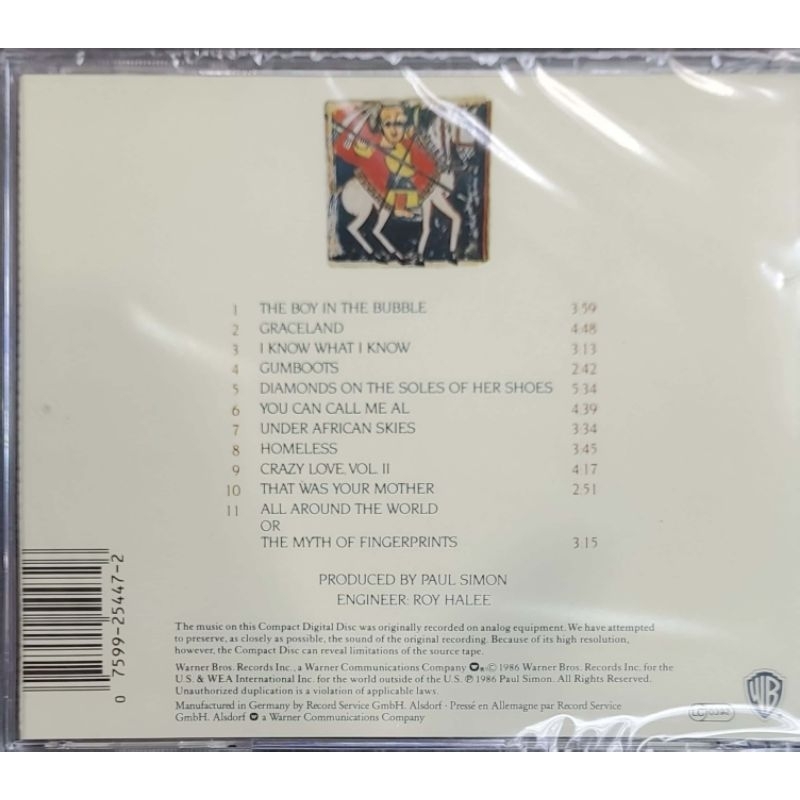 1 THE BOY IN THE BUBBLE 3:59
2 GRACELAND 4:48
3 I KNOW WHAT I KNOW 3:13
4 GUMBOOTS 2:42
5 DIAMONDS ON THE SOLES OF HER SHOES 5:34
6 YOU CAN CALL ME AL 4:39
7 UNDER AFRICAN SKIES 3:34
8 HOMELESS 3:45
9 CRAZY LOVE, VOL. II 4:17
10 THAT WAS YOUR MOTHER 2:51
11 ALL AROUND THE WORLD
OR
THE MYTH OF FINGERPRINTS 3:15
PRODUCED BY PAUL SIMON
ENGINEER: ROY HALEE
The music on this Compact Digital Disc was originally recorded on analog equipment. We have attempted
to preserve, as closely as possible, the sound of the original recording. Because of its high resolution,
however, the Compact Disc can reveal limitations of the source tape.
Warner Bros. Records Inc., a Warner Communications Company ® © 1986 Warner Bros. Records Inc. for the
U.S. & WEA International Inc. for the world outside of the U.S. ℗ 1986 Paul Simon. All Rights Reserved.
Unauthorized duplication is a violation of applicable laws.
Manufactured in Germany by Record Service GmbH. Alsdorf · Pressé en Allemagne par Record Service
GmbH. Alsdorf a Warner Communications Company
0 7599-25447-2
WB